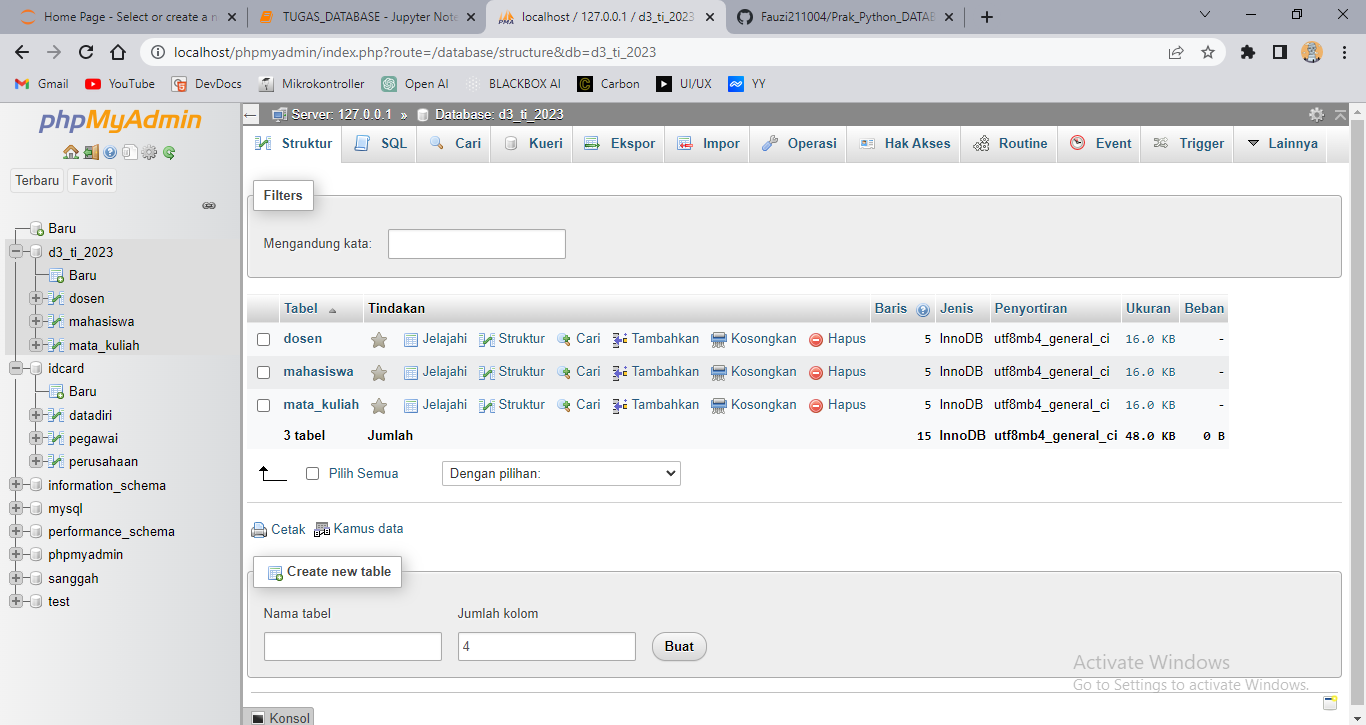 Home Page - Select or create a n
TUGAS_DATABASE - Jupyter Note
localhost / 127.0.0.1 / d3_ti_2023
Fauzi211004/Prak_Python_DATAB
localhost/phpmyadmin/index.php?route=/database/structure&db=d3_ti_2023
Gmail YouTube DevDocs Mikrokontroller Open AI BLACKBOX AI Carbon UI/UX YY
phpMyAdmin
Terbaru Favorit
Baru
d3_ti_2023
Baru
dosen
mahasiswa
mata_kuliah
idcard
Baru
datadiri
pegawai
perusahaan
information_schema
mysql
performance_schema
phpmyadmin
sanggah
test
Server: 127.0.0.1 » Database: d3_ti_2023
Struktur SQL Cari Kueri Ekspor Impor Operasi Hak Akses Routine Event Trigger Lainnya
Filters
Mengandung kata:
Tabel Tindakan Baris Jenis Penyortiran Ukuran Beban
dosen Jelajahi Struktur Cari Tambahkan Kosongkan Hapus 5 InnoDB utf8mb4_general_ci 16.0 KB -
mahasiswa Jelajahi Struktur Cari Tambahkan Kosongkan Hapus 5 InnoDB utf8mb4_general_ci 16.0 KB -
mata_kuliah Jelajahi Struktur Cari Tambahkan Kosongkan Hapus 5 InnoDB utf8mb4_general_ci 16.0 KB -
3 tabel Jumlah 15 InnoDB utf8mb4_general_ci 48.0 KB 0 B
Pilih Semua Dengan pilihan:
Cetak Kamus data
Create new table
Nama tabel Jumlah kolom
4 Buat
Activate Windows
Go to Settings to activate Windows.
Konsol